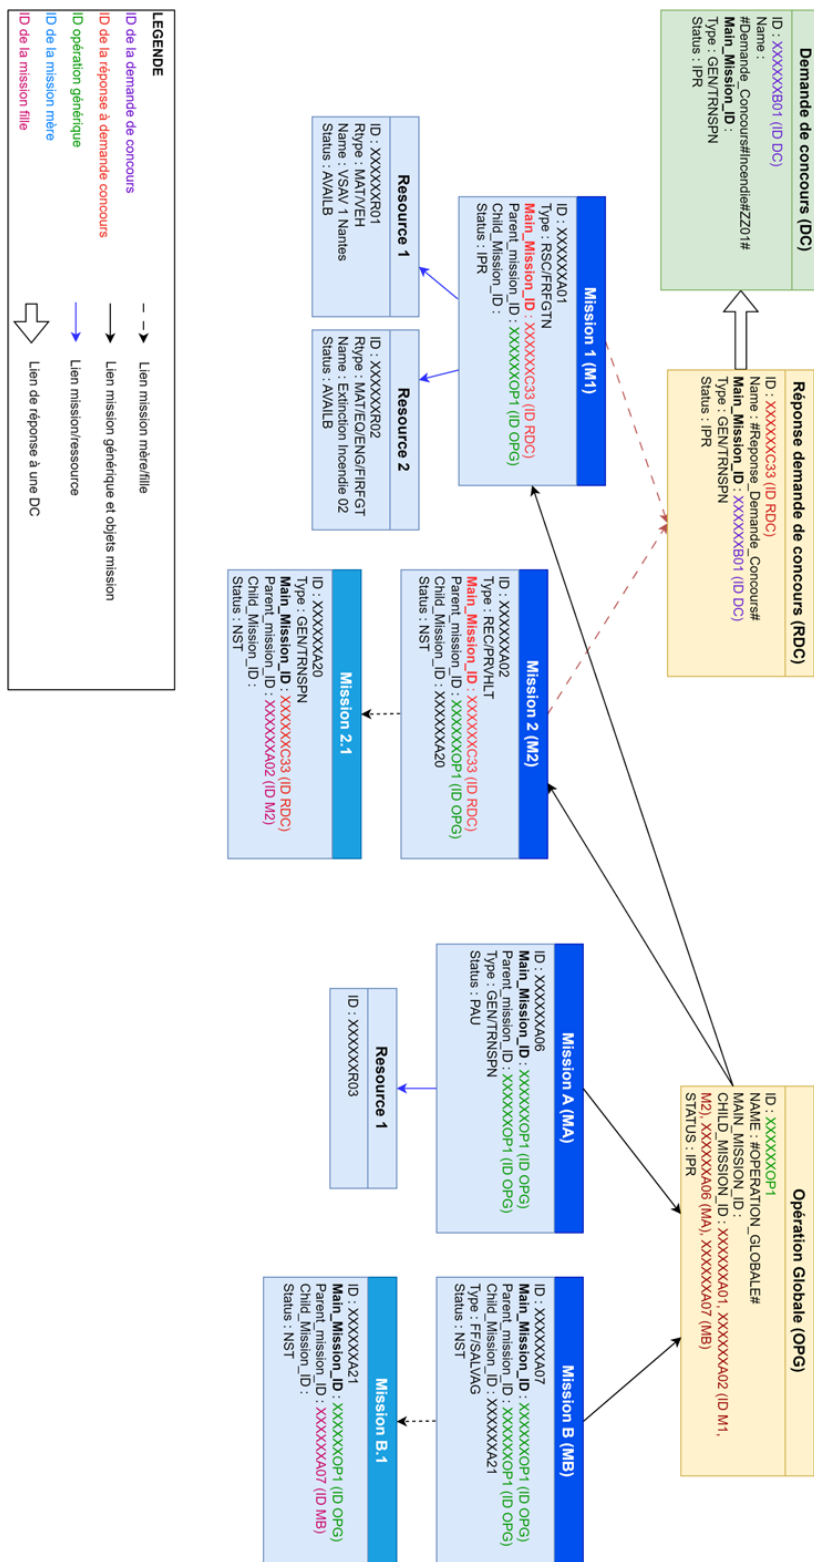 Demande de concours (DC)
ID : XXXXXXB01 (ID DC)
Name :
#Demande_Concours#Incendie#ZZ01#
Main_Mission_ID :
Type : GEN/TRNSPN
Status : IPR
Réponse demande de concours (RDC)
ID : XXXXXXC33 (ID RDC)
Name : #Reponse_Demande_Concours#
Main_Mission_ID : XXXXXXB01 (ID DC)
Type : GEN/TRNSPN
Status : IPR
Opération Globale (OPG)
ID : XXXXXXOP1
NAME : #OPERATION_GLOBALE#
MAIN_MISSION_ID :
CHILD_MISSION_ID : XXXXXXA01, XXXXXXA02 (ID M1,
M2), XXXXXXA06 (MA), XXXXXXA07 (MB)
STATUS : IPR
Mission 1 (M1)
ID : XXXXXXA01
Type : RSC/FRFGTN
Main_Mission_ID : XXXXXXC33 (ID RDC)
Parent_mission_ID : XXXXXXOP1 (ID OPG)
Child_Mission_ID :
Status : IPR
Mission 2 (M2)
ID : XXXXXXA02
Type : REC/PRVHLT
Main_Mission_ID : XXXXXXC33 (ID RDC)
Parent_mission_ID : XXXXXXOP1 (ID OPG)
Child_Mission_ID : XXXXXXA20
Status : NST
Mission A (MA)
ID : XXXXXXA06
Main_Mission_ID : XXXXXXOP1 (ID OPG)
Parent_mission_ID : XXXXXXOP1 (ID OPG)
Type : GEN/TRNSPN
Status : PAU
Mission B (MB)
ID : XXXXXXA07
Main_Mission_ID : XXXXXXOP1 (ID OPG)
Parent_mission_ID : XXXXXXOP1 (ID OPG)
Child_Mission_ID : XXXXXXA21
Type : FF/SALVAG
Status : NST
Resource 1
ID : XXXXXXR01
Rtype : MAT/VEH
Name : VSAV 1 Nantes
Status : AVAILB
Resource 2
ID : XXXXXXR02
Rtype : MAT/EQ/ENG/FIRFGT
Name : Extinction Incendie 02
Status : AVAILB
Mission 2.1
ID : XXXXXXA20
Type : GEN/TRNSPN
Main_Mission_ID : XXXXXXC33 (ID RDC)
Parent_mission_ID : XXXXXXA02 (ID M2)
Child_Mission_ID :
Status : NST
Resource 1
ID : XXXXXXR03
Mission B.1
ID : XXXXXXA21
Main_Mission_ID : XXXXXXOP1 (ID OPG)
Parent_mission_ID : XXXXXXA07 (ID MB)
Child_Mission_ID :
Status : NST
LEGENDE
ID de la demande de concours
ID de la réponse à demande concours
ID opération générique
ID de la mission mère
ID de la mission fille
Lien mission mère/fille
Lien mission générique et objets mission
Lien mission/ressource
Lien de réponse à une DC